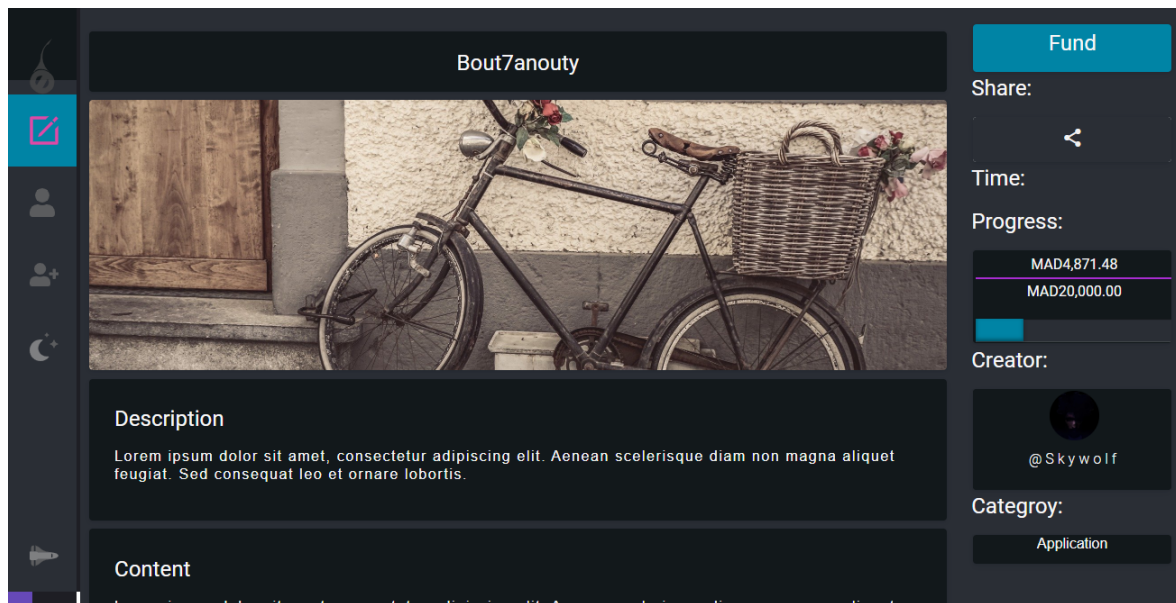 Bout7anouty
Description
Lorem ipsum dolor sit amet, consectetur adipiscing elit. Aenean scelerisque diam non magna aliquet
feugiat. Sed consequat leo et ornare lobortis.
Content
Fund
Share:
Time:
Progress:
MAD4,871.48
MAD20,000.00
Creator:
@Skywolf
Categroy:
Application